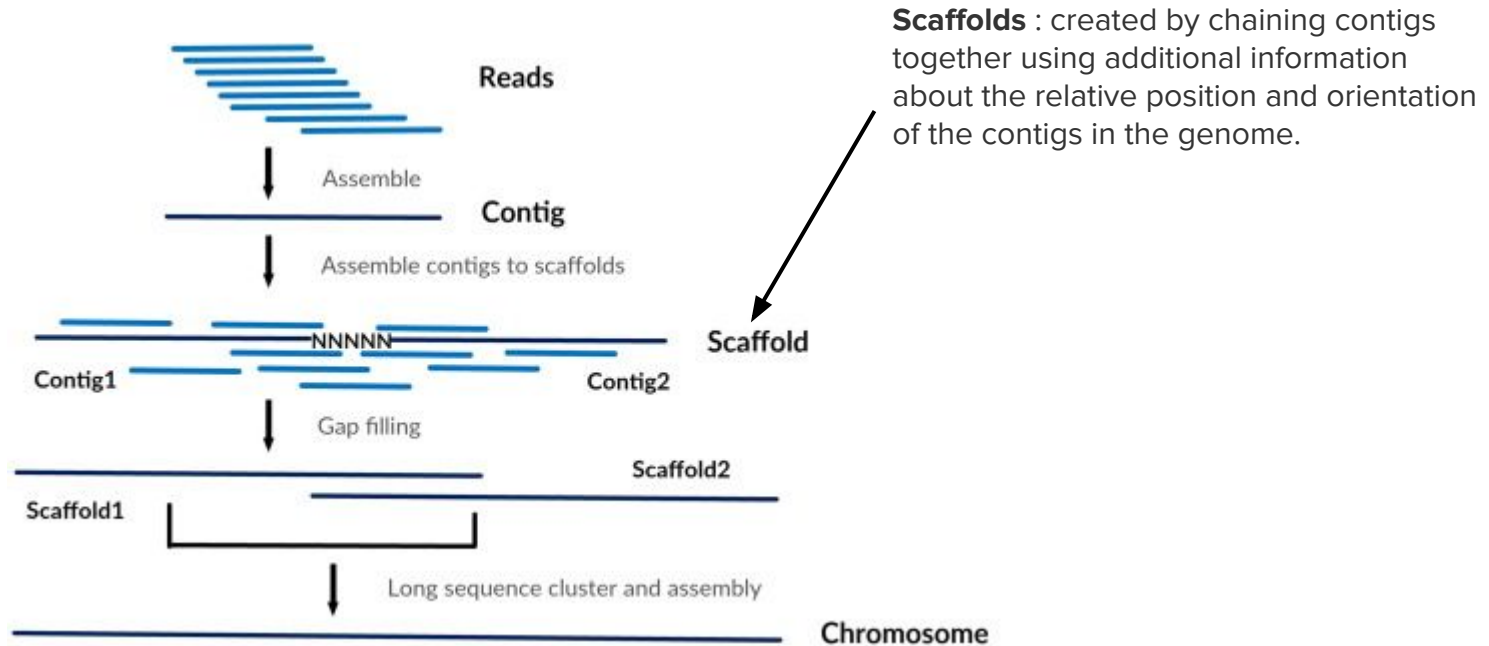 Scaffolds : created by chaining contigs
together using additional information
about the relative position and orientation
of the contigs in the genome.
Reads
Assemble
Contig
Assemble contigs to scaffolds
NNNNN
Scaffold
Contig1
Contig2
Gap filling
Scaffold2
Scaffold1
Long sequence cluster and assembly
Chromosome